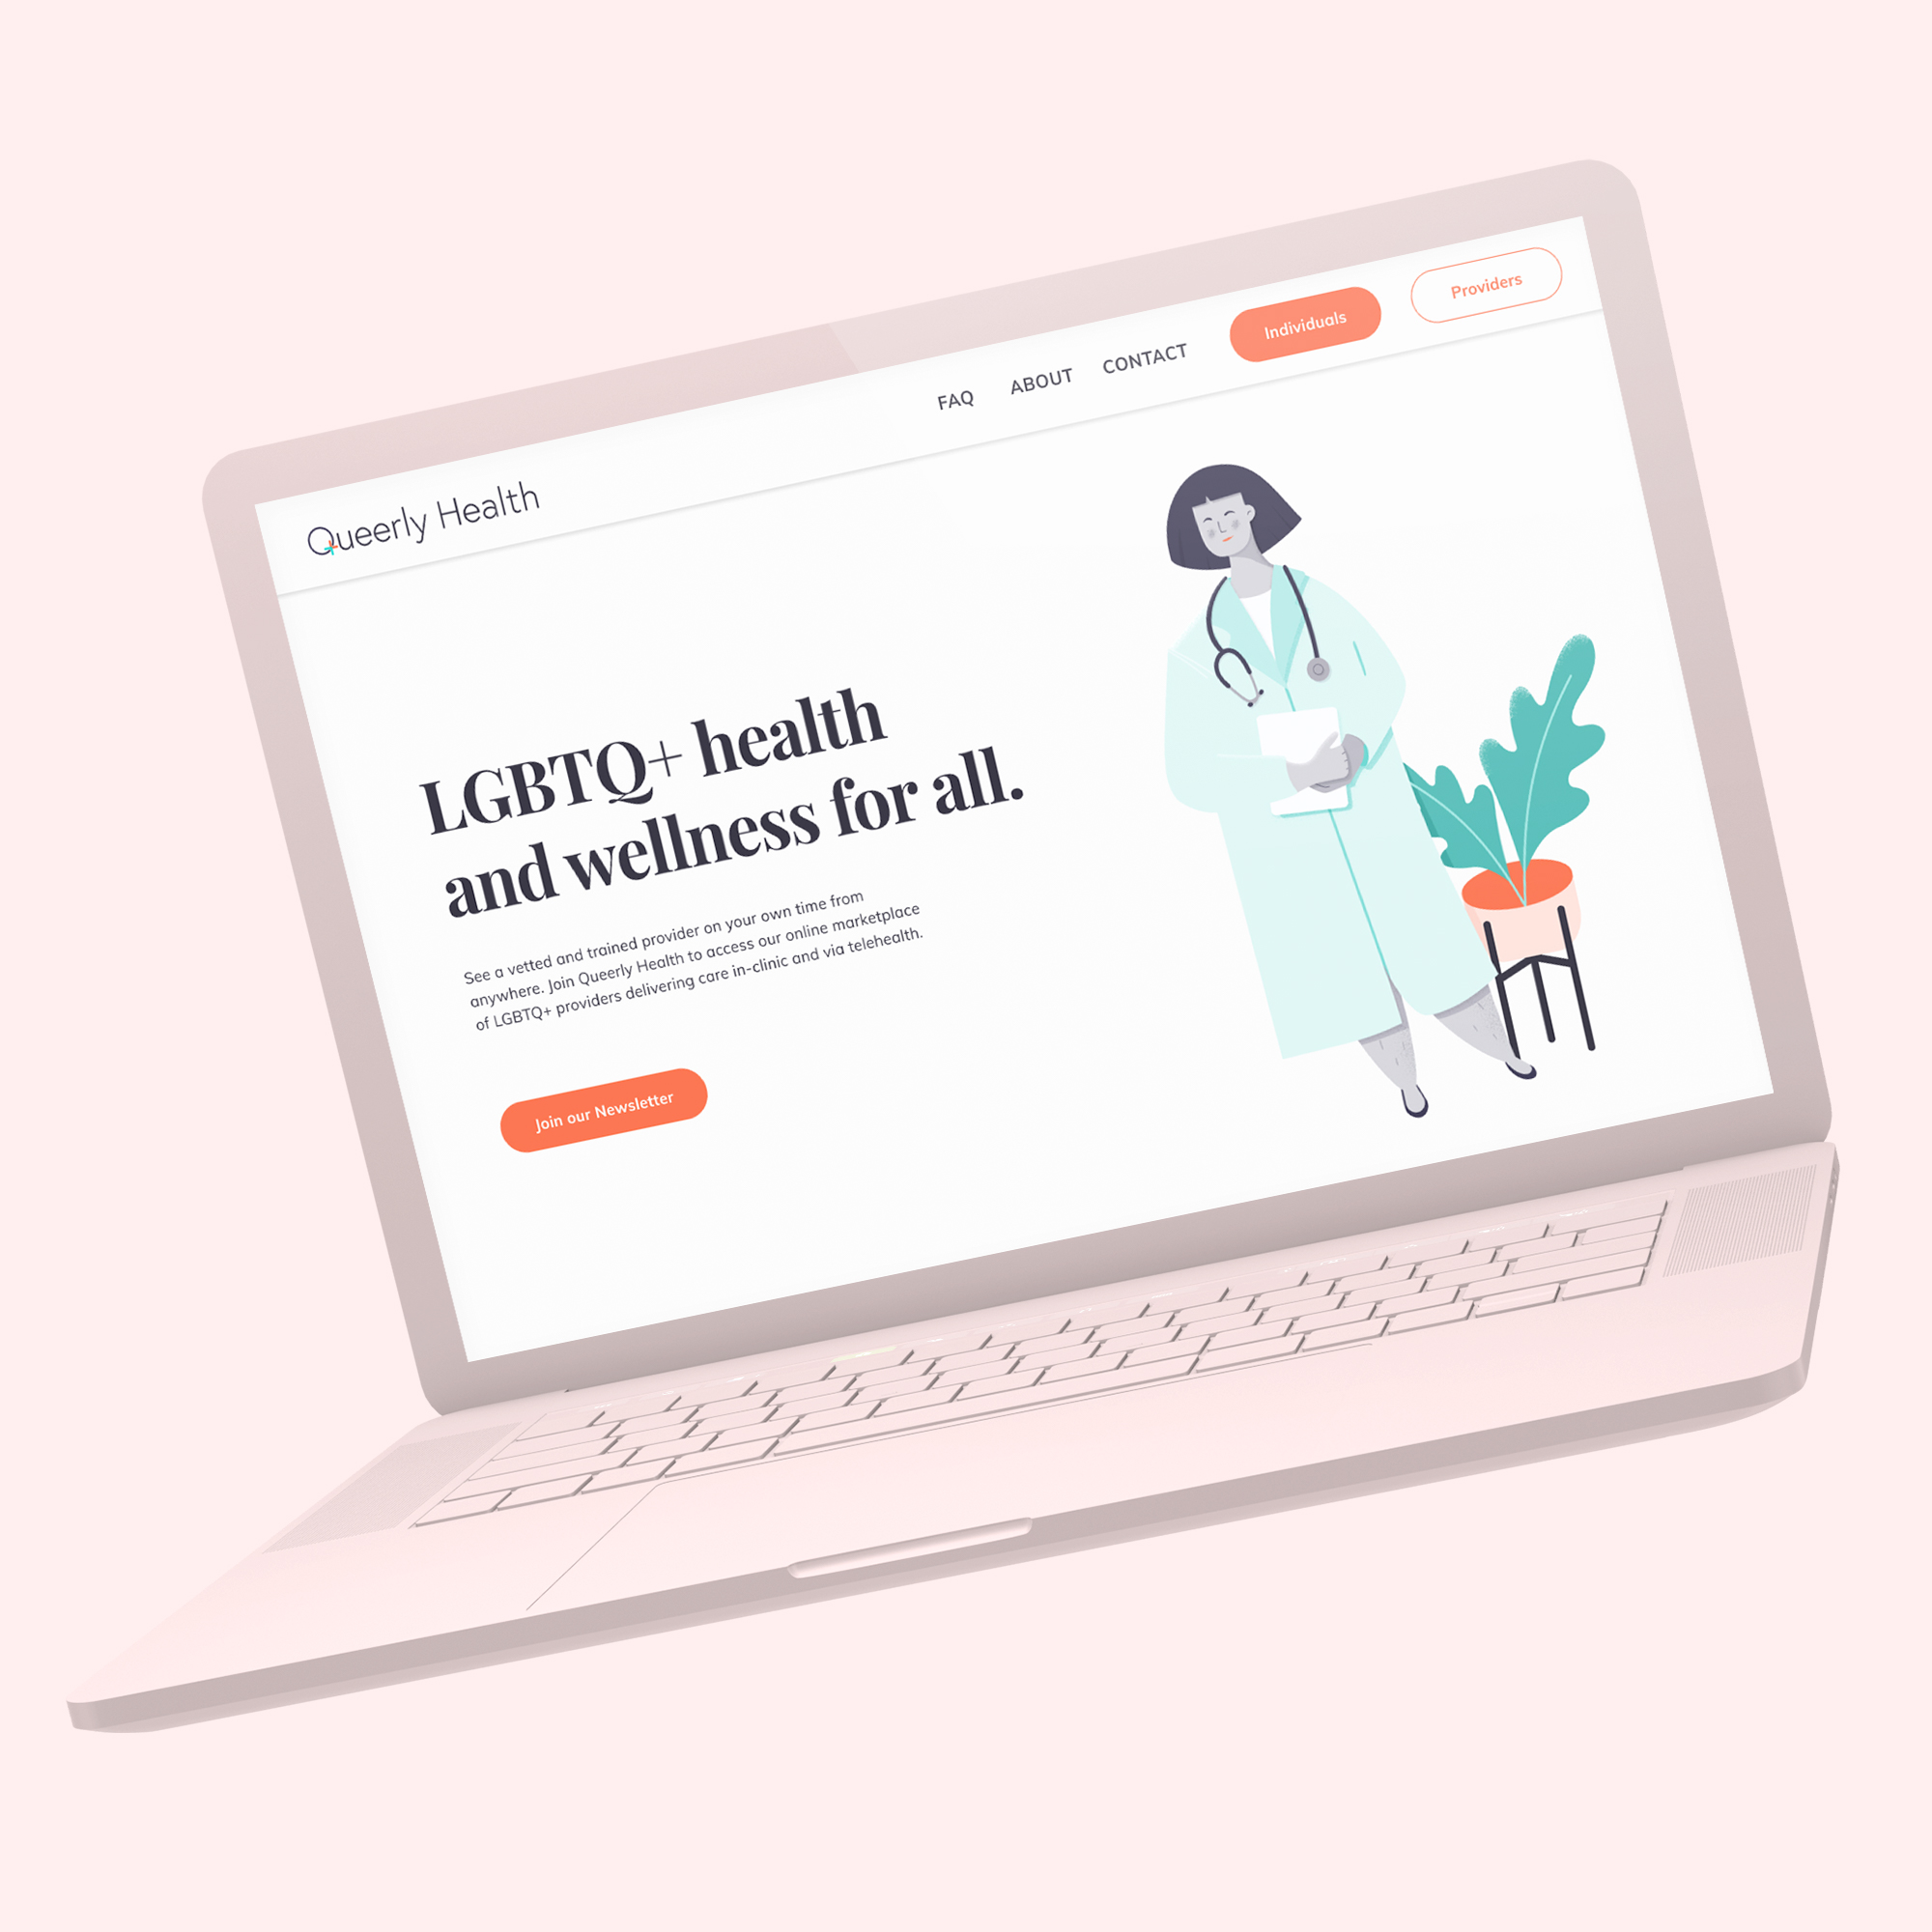 Queerly Health
FAQ
ABOUT
CONTACT
Individuals
Providers
LGBTQ+ health
and wellness for all.
See a vetted and trained provider on your own time from
anywhere. Join Queerly Health to access our online marketplace
of LGBTQ+ providers delivering care in-clinic and via telehealth.
Join our Newsletter